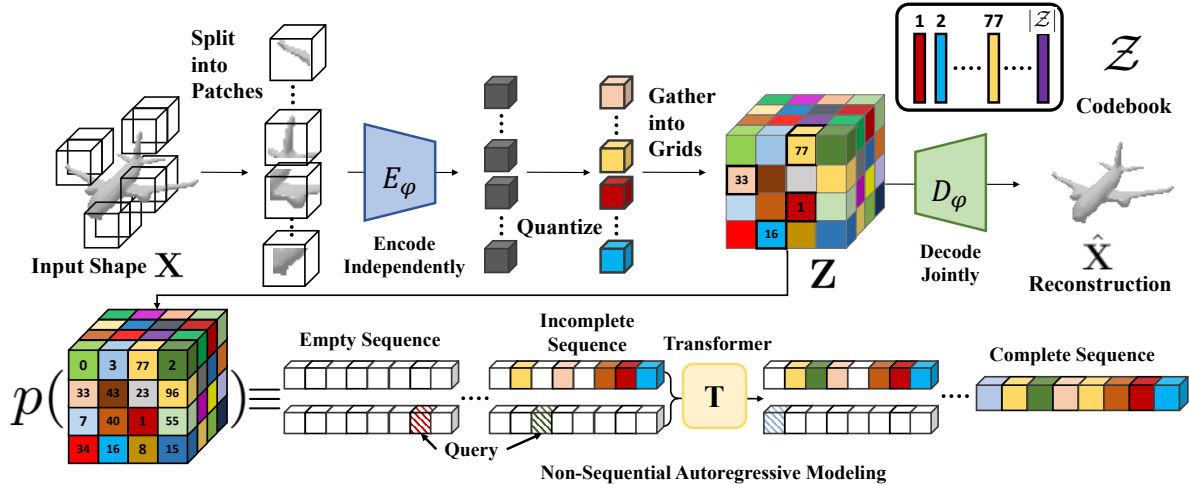 Split
into
Patches
Input Shape X
E_φ
Encode
Independently
Quantize
Gather
into
Grids
77
33
1
16
Z
1 2 77 |𝒵|
𝒵
Codebook
D_φ
Decode
Jointly
X̂
Reconstruction
p( ) =
0 3 77 2
33 43 23 96
7 40 1 55
34 16 8 15
Empty Sequence
Incomplete
Sequence
Transformer
T
Complete Sequence
Query
Non-Sequential Autoregressive Modeling